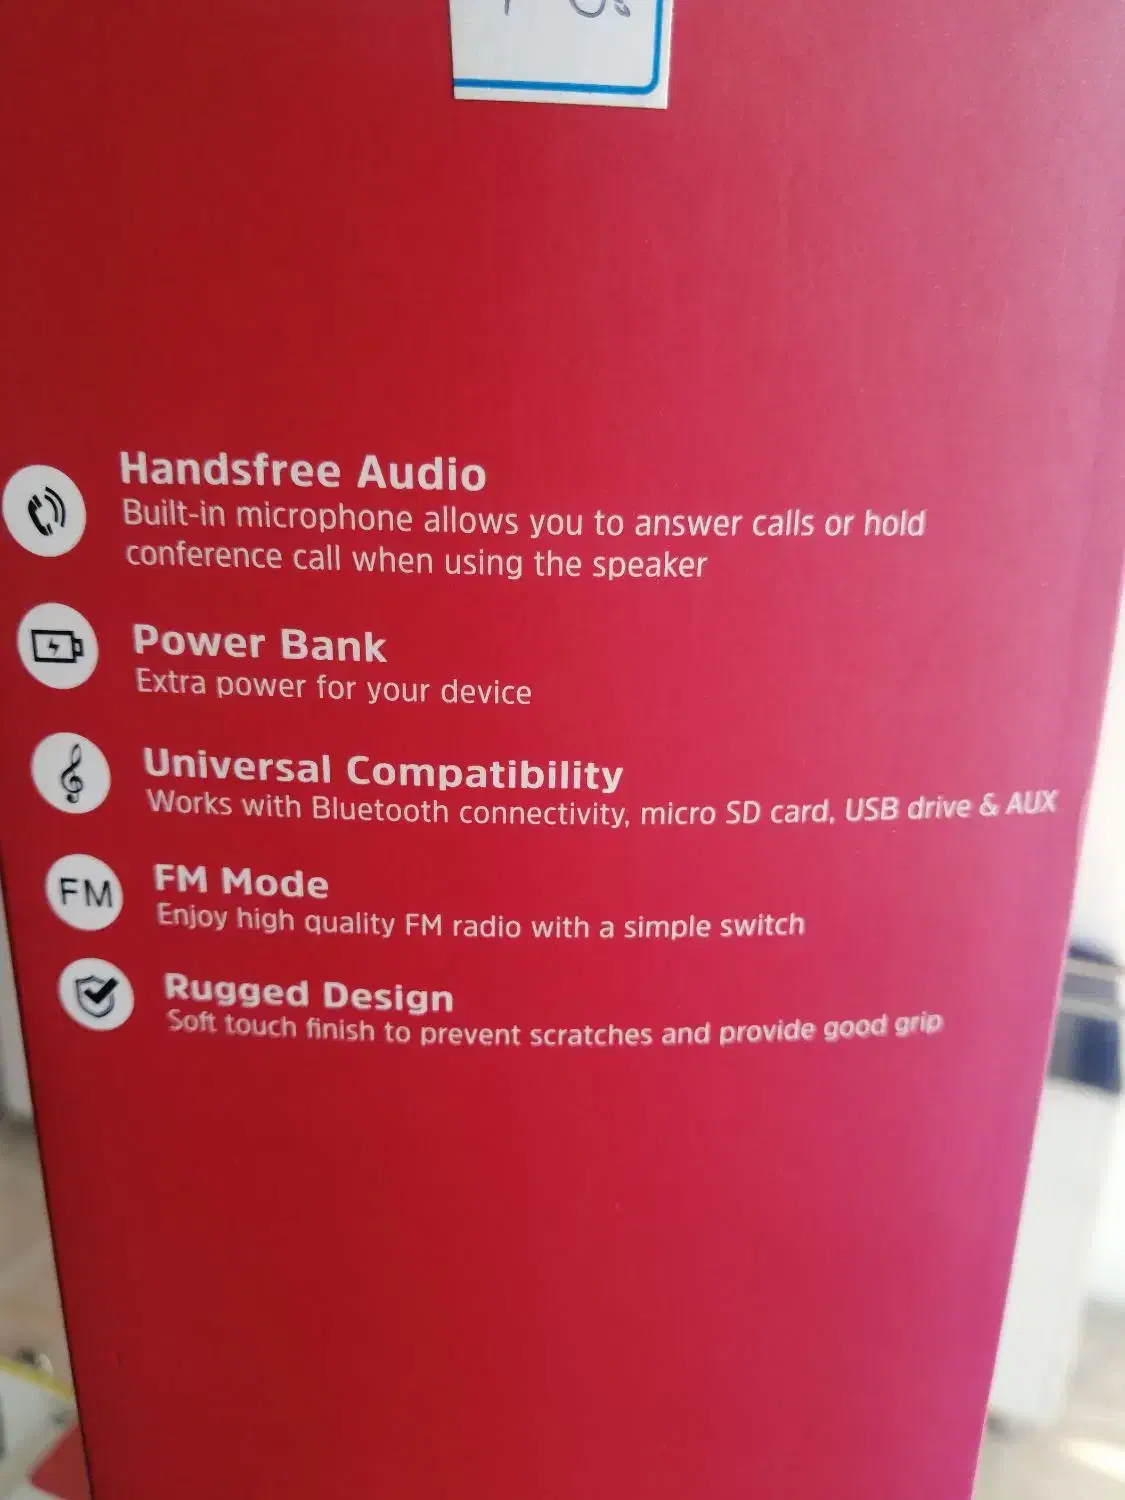 Handsfree Audio
Built-in microphone allows you to answer calls or hold
conference call when using the speaker
Power Bank
Extra power for your device
Universal Compatibility
Works with Bluetooth connectivity, micro SD card, USB drive & AUX
FM
FM Mode
Enjoy high quality FM radio with a simple switch
Rugged Design
Soft touch finish to prevent scratches and provide good grip